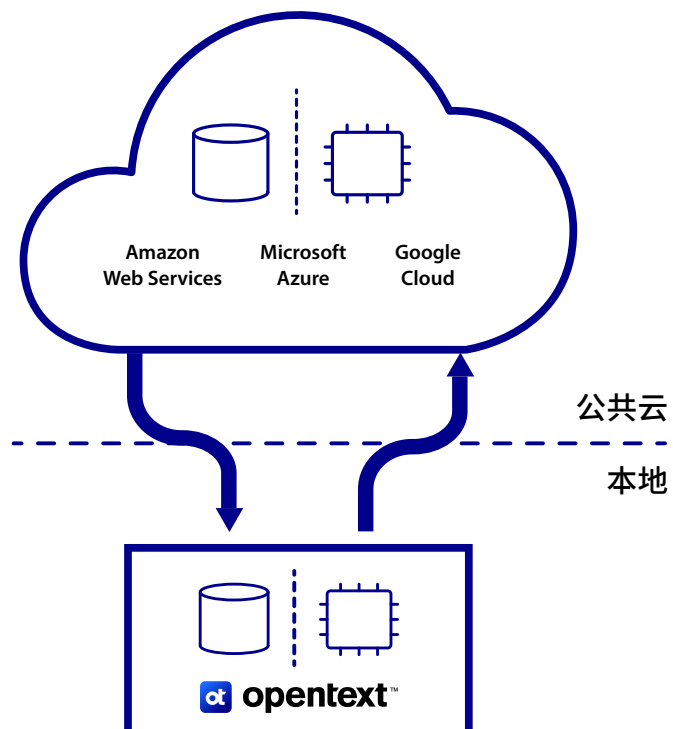 Amazon
Web Services
Microsoft
Azure
Google
Cloud
公共云
本地
opentext™